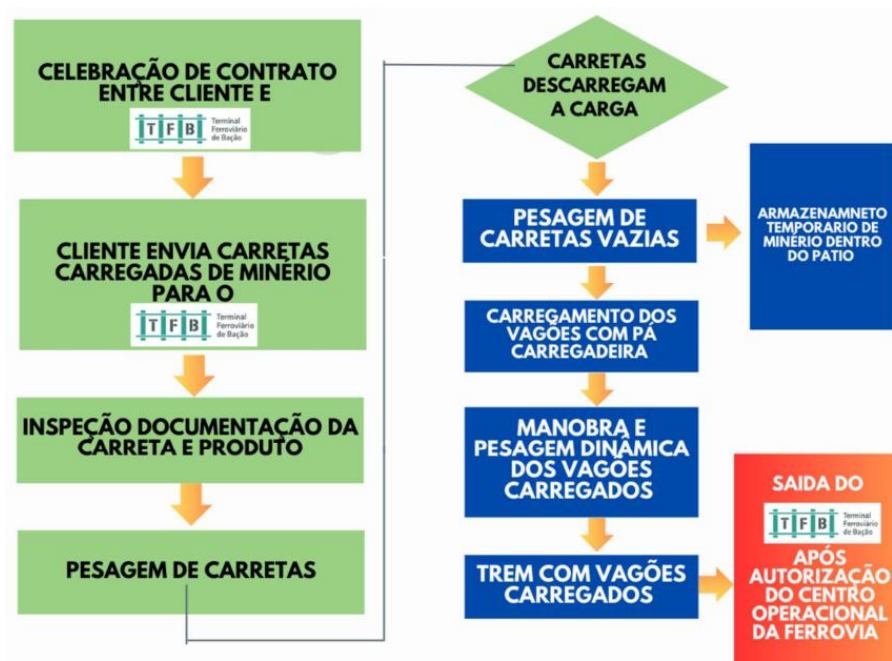 CELEBRAÇÃO DE CONTRATO
ENTRE CLIENTE E
TFB Terminal
Ferroviário
de Bação
CLIENTE ENVIA CARRETAS
CARREGADAS DE MINÉRIO
PARA O
TFB Terminal
Ferroviário
de Bação
INSPEÇÃO DOCUMENTAÇÃO DA
CARRETA E PRODUTO
PESAGEM DE CARRETAS
CARRETAS
DESCARREGAM
A CARGA
PESAGEM DE
CARRETAS VAZIAS
ARMAZENAMNETO
TEMPORARIO DE
MINÉRIO DENTRO
DO PATIO
CARREGAMENTO DOS
VAGÕES COM PÁ
CARREGADEIRA
MANOBRA E
PESAGEM DINÂMICA
DOS VAGÕES
CARREGADOS
TREM COM VAGÕES
CARREGADOS
SAIDA DO
TFB Terminal
Ferroviário
de Bação
APÓS
AUTORIZAÇÃO
DO CENTRO
OPERACIONAL
DA FERROVIA